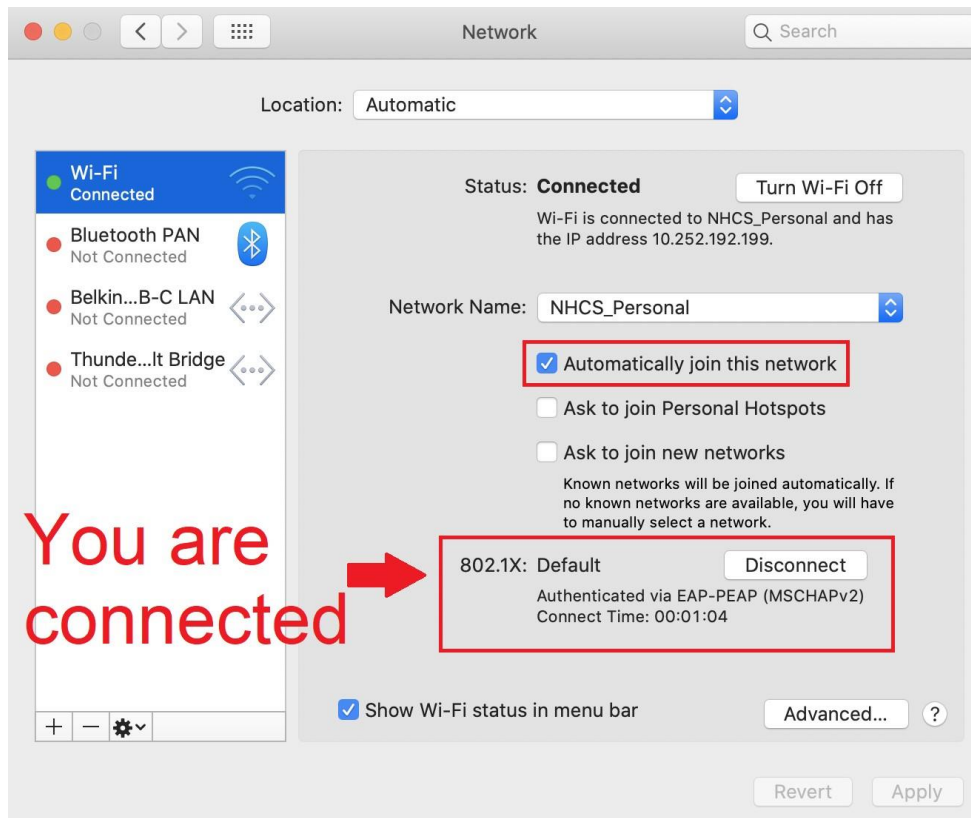 Network
Search
Location: Automatic
Wi-Fi
Connected
Bluetooth PAN
Not Connected
Belkin...B-C LAN
Not Connected
Thunde...lt Bridge
Not Connected
Status: Connected
Turn Wi-Fi Off
Wi-Fi is connected to NHCS_Personal and has
the IP address 10.252.192.199.
Network Name: NHCS_Personal
Automatically join this network
Ask to join Personal Hotspots
Ask to join new networks
Known networks will be joined automatically. If
no known networks are available, you will have
to manually select a network.
You are
connected
802.1X: Default
Disconnect
Authenticated via EAP-PEAP (MSCHAPv2)
Connect Time: 00:01:04
Show Wi-Fi status in menu bar
Advanced...
?
Revert
Apply